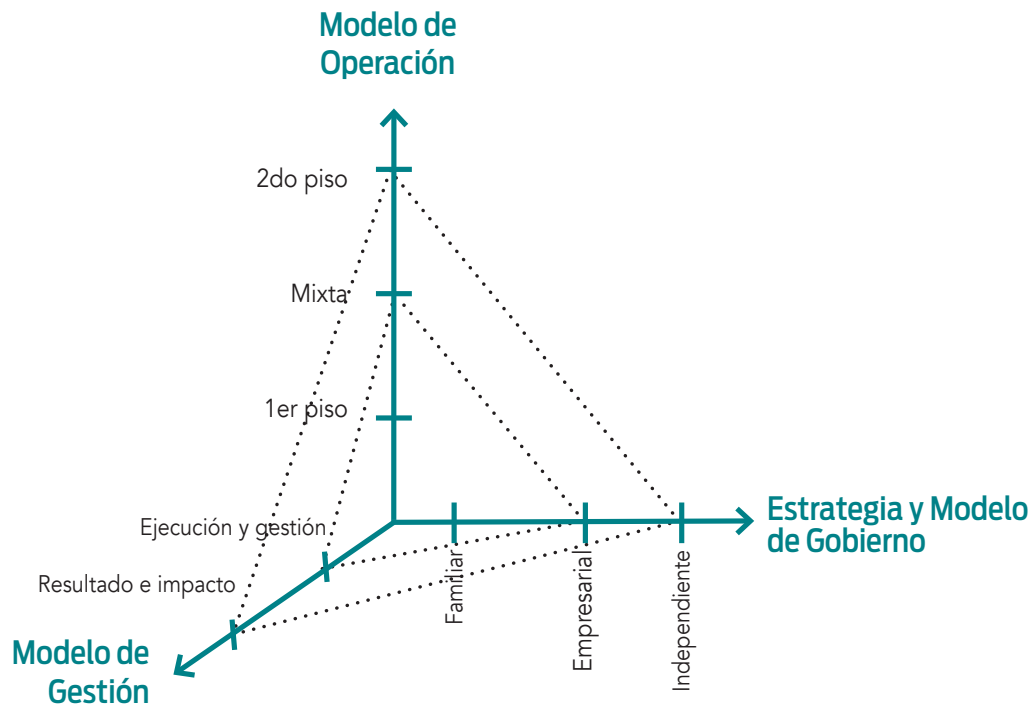 Modelo de
Operación
2do piso
Mixta
1er piso
Ejecución y gestión
Resultado e impacto
Modelo de
Gestión
Familiar
Empresarial
Independiente
Estrategia y Modelo
de Gobierno